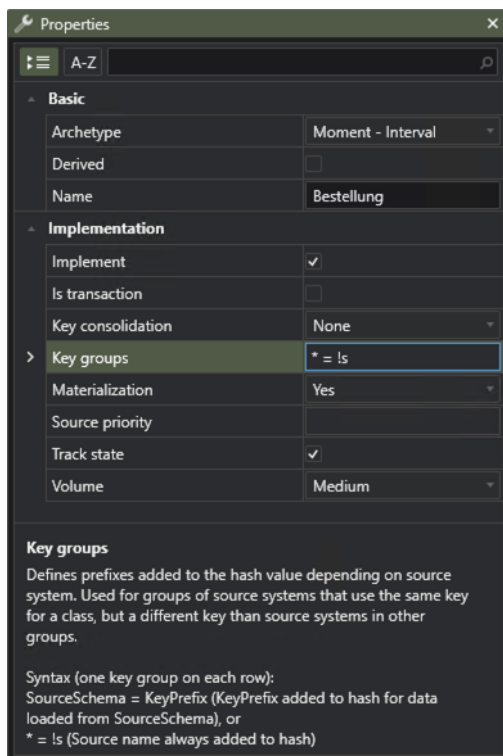 Properties
A-Z
Basic
Archetype Moment - Interval
Derived
Name Bestellung
Implementation
Implement
Is transaction
Key consolidation None
Key groups * = !s
Materialization Yes
Source priority
Track state
Volume Medium
Key groups
Defines prefixes added to the hash value depending on source
system. Used for groups of source systems that use the same key
for a class, but a different key than source systems in other
groups.
Syntax (one key group on each row):
SourceSchema = KeyPrefix (KeyPrefix added to hash for data
loaded from SourceSchema), or
* = !s (Source name always added to hash)